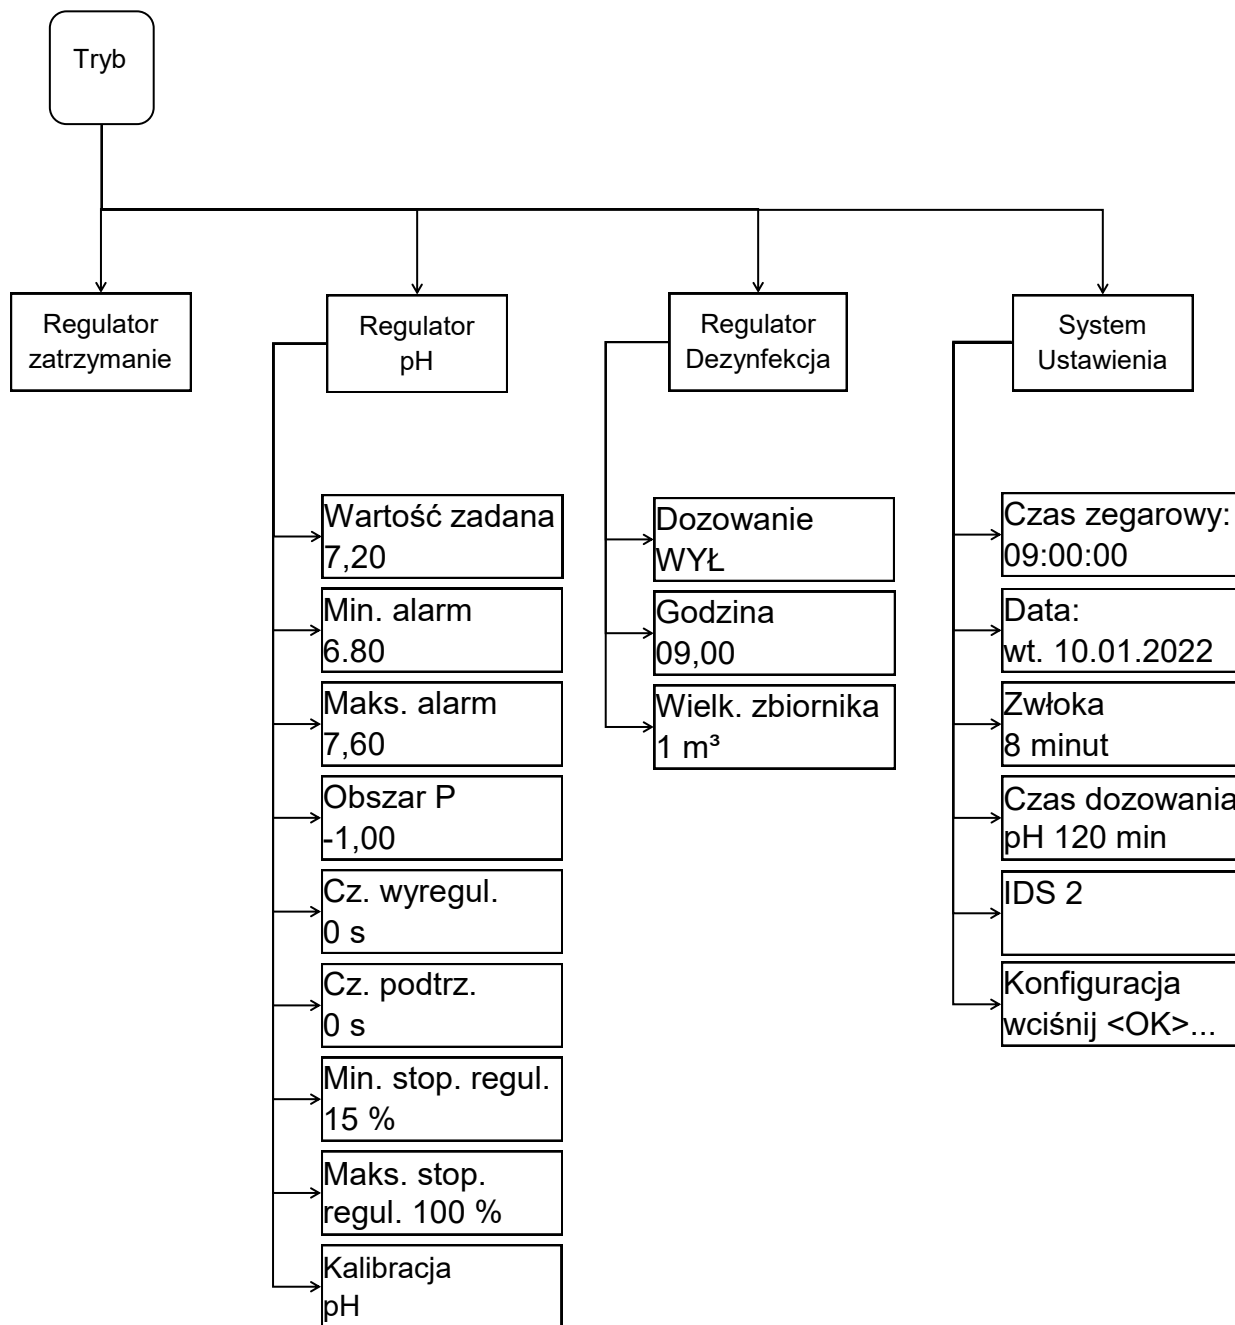 Tryb
Regulator
zatrzymanie
Regulator
pH
Regulator
Dezynfekcja
System
Ustawienia
Wartość zadana
7,20
Min. alarm
6.80
Maks. alarm
7,60
Obszar P
-1,00
Cz. wyregul.
0 s
Cz. podtrz.
0 s
Min. stop. regul.
15 %
Maks. stop.
regul. 100 %
Kalibracja
pH
Dozowanie
WYŁ
Godzina
09,00
Wielk. zbiornika
1 m³
Czas zegarowy:
09:00:00
Data:
wt. 10.01.2022
Zwłoka
8 minut
Czas dozowania
pH 120 min
IDS 2
Konfiguracja
wciśnij <OK>...